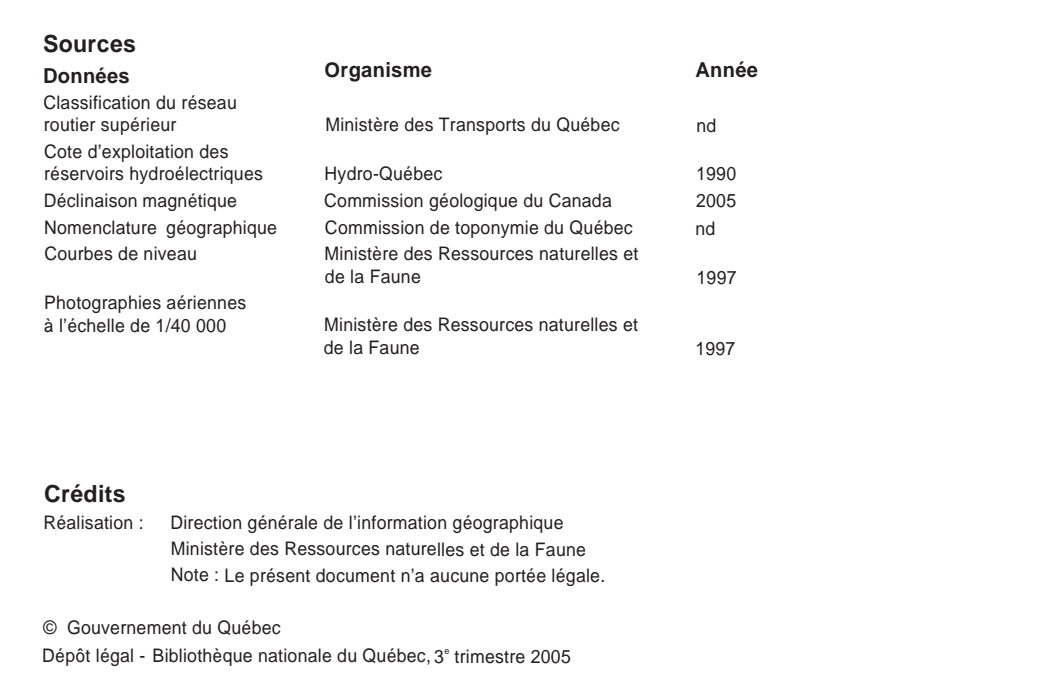 Sources
Données Organisme Année
Classification du réseau
routier supérieur Ministère des Transports du Québec nd
Cote d’exploitation des
réservoirs hydroélectriques Hydro-Québec 1990
Déclinaison magnétique Commission géologique du Canada 2005
Nomenclature géographique Commission de toponymie du Québec nd
Courbes de niveau Ministère des Ressources naturelles et
de la Faune 1997
Photographies aériennes
à l’échelle de 1/40 000 Ministère des Ressources naturelles et
de la Faune 1997
Crédits
Réalisation : Direction générale de l’information géographique
Ministère des Ressources naturelles et de la Faune
Note : Le présent document n’a aucune portée légale.
© Gouvernement du Québec
Dépôt légal - Bibliothèque nationale du Québec, 3e trimestre 2005